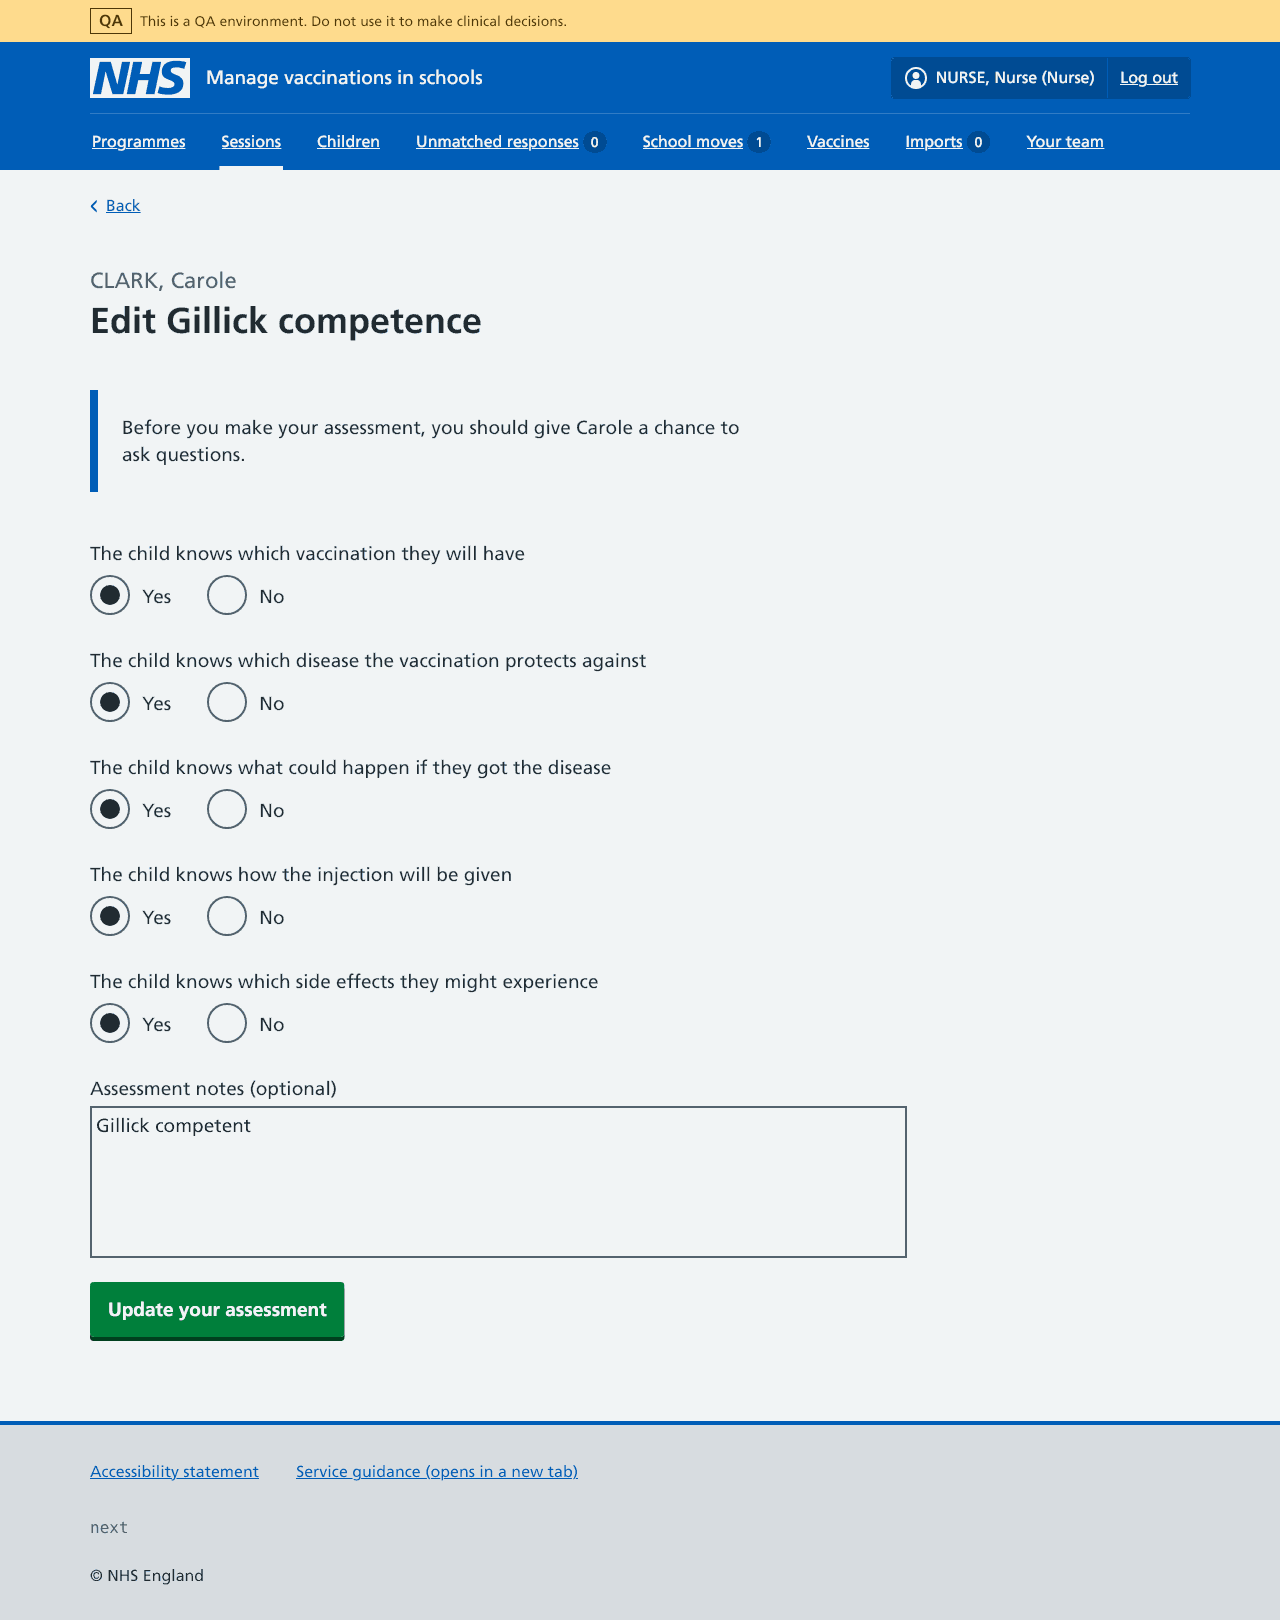 QA This is a QA environment. Do not use it to make clinical decisions.
NHS Manage vaccinations in schools NURSE, Nurse (Nurse) Log out
Programmes Sessions Children Unmatched responses 0 School moves 1 Vaccines Imports 0 Your team
Back
CLARK, Carole
Edit Gillick competence
Before you make your assessment, you should give Carole a chance to
ask questions.
The child knows which vaccination they will have
Yes No
The child knows which disease the vaccination protects against
Yes No
The child knows what could happen if they got the disease
Yes No
The child knows how the injection will be given
Yes No
The child knows which side effects they might experience
Yes No
Assessment notes (optional)
Gillick competent
Update your assessment
Accessibility statement Service guidance (opens in a new tab)
next
© NHS England